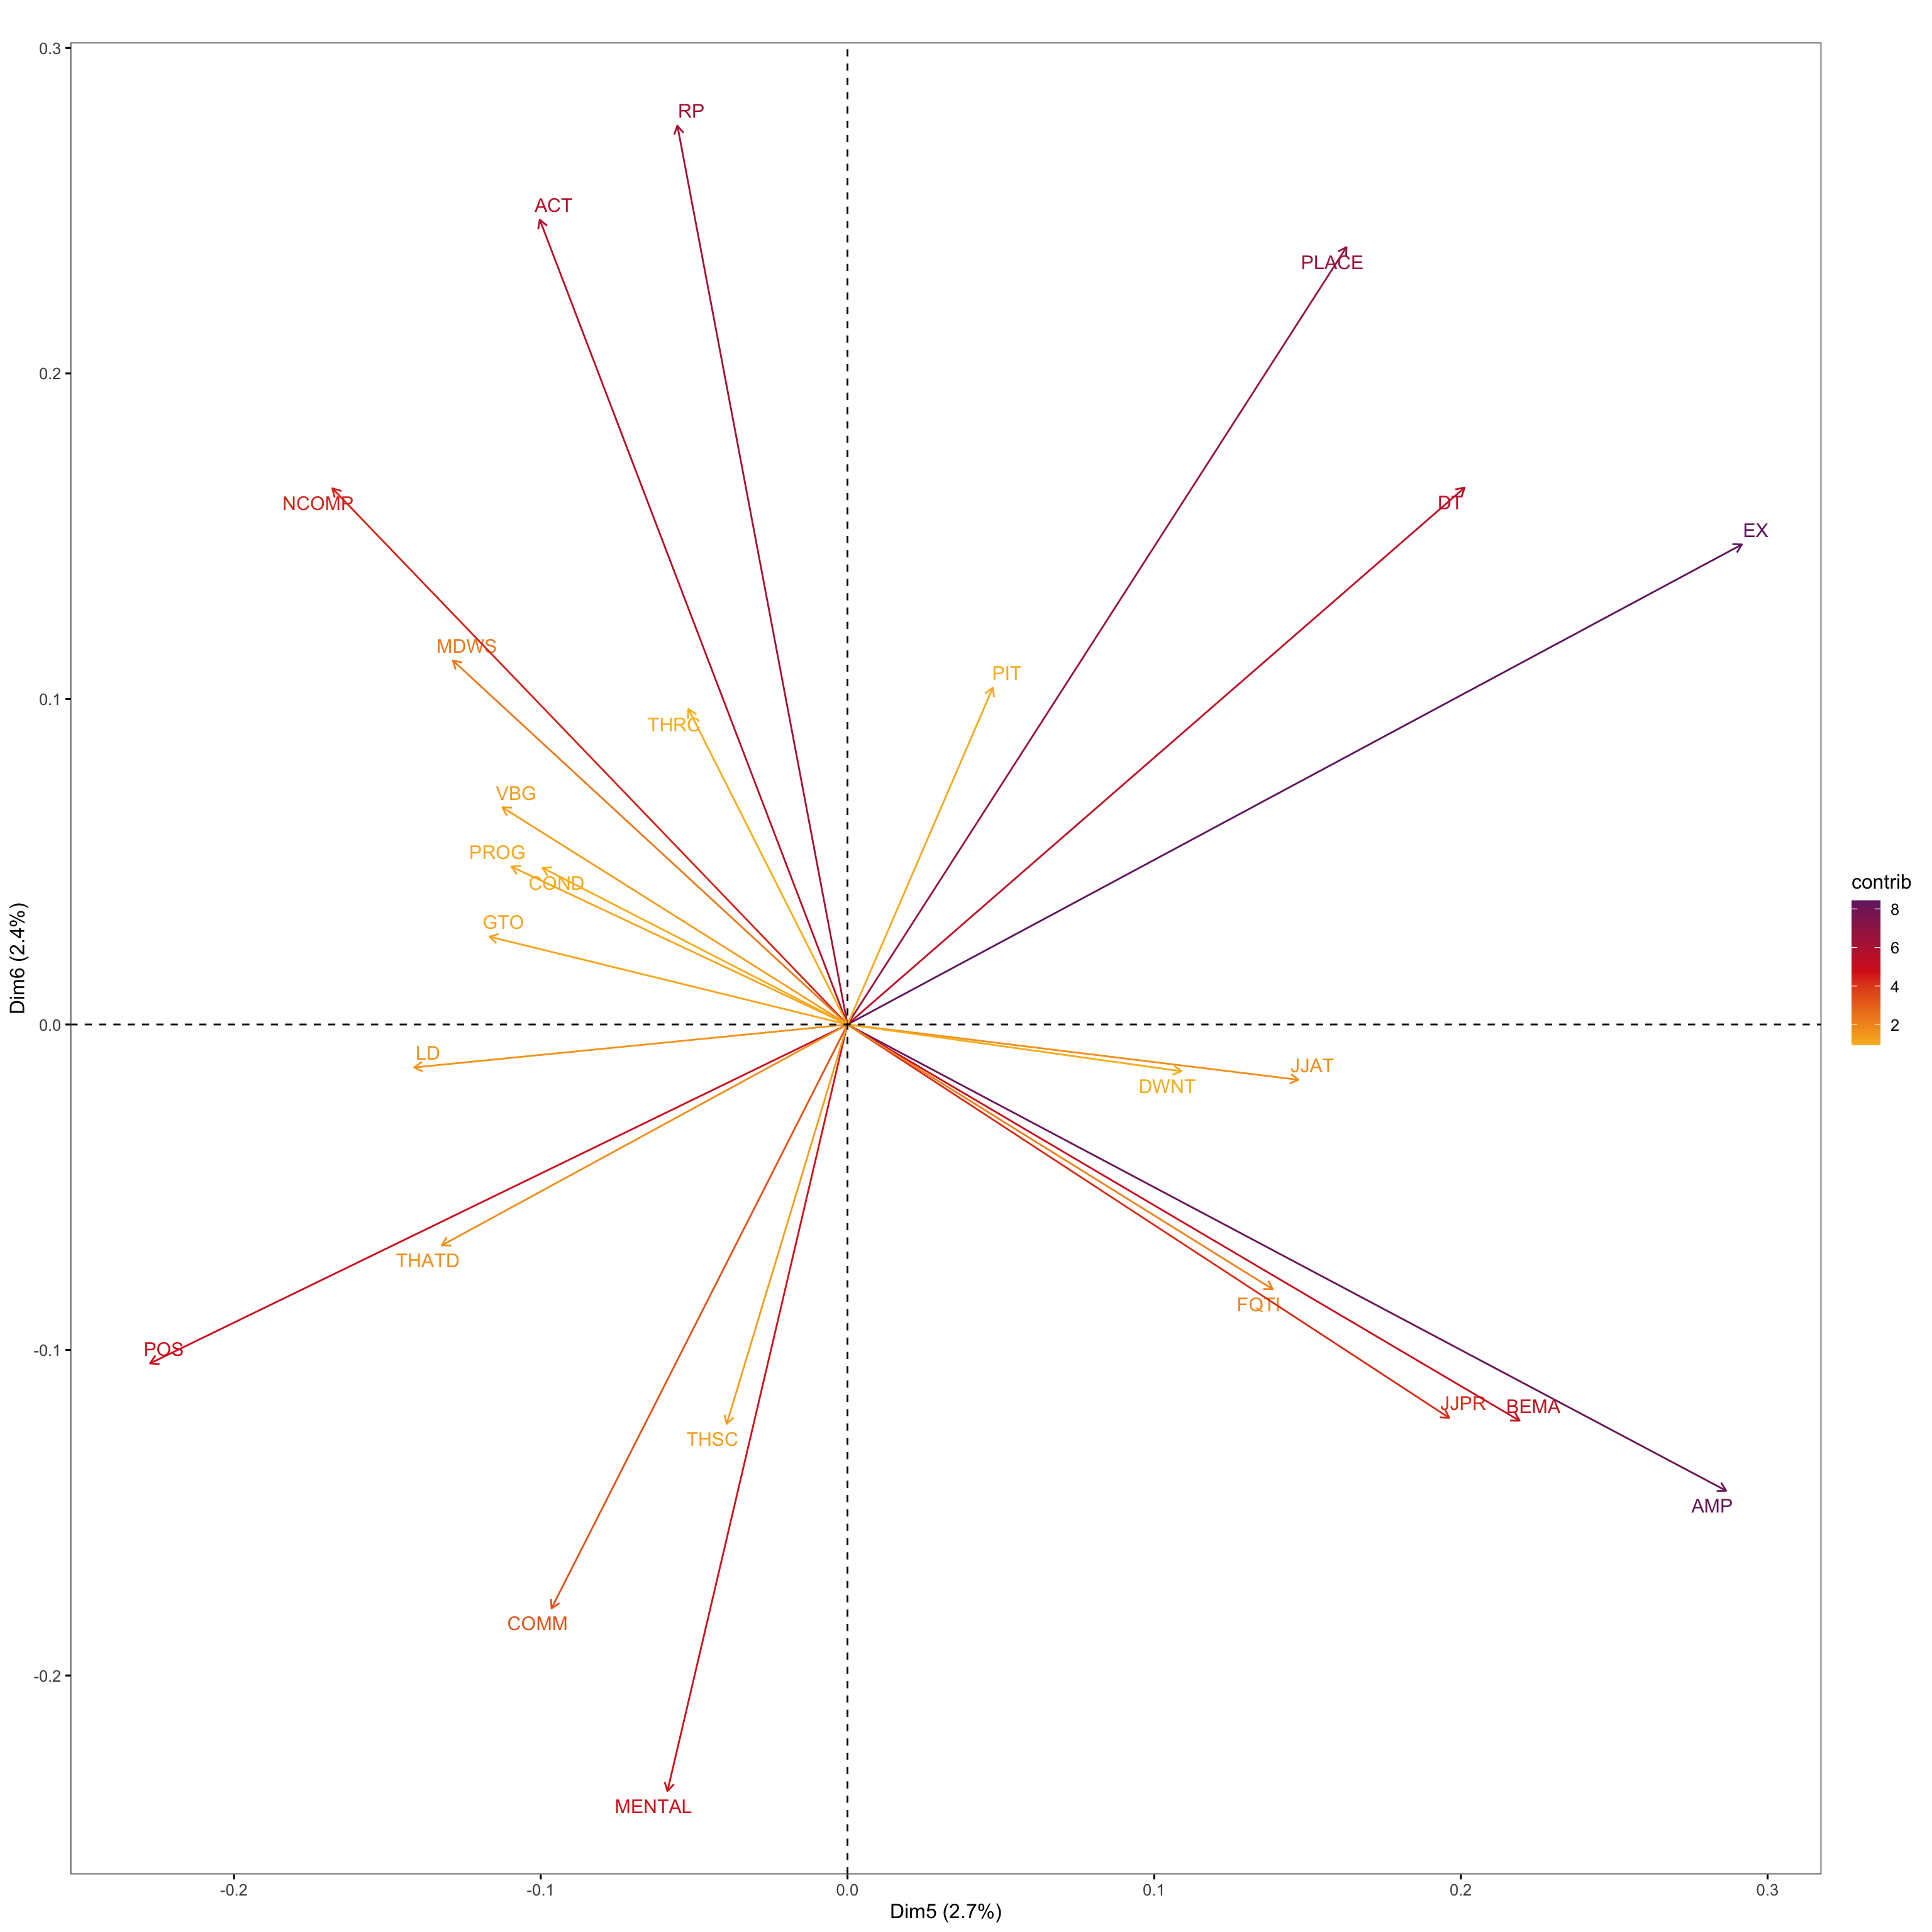 0.3
RP
ACT
PLACE
0.2
NCOMP
DT
EX
MDWS
PIT
0.1
THRC
VBG
PROG
COND
contrib
8
GTO
6
4
2
Dim6 (2.4%)
0.0
LD
JJAT
DWNT
THATD
FQTI
-0.1
POS
JJPR
BEMA
THSC
AMP
COMM
-0.2
MENTAL
-0.2
-0.1
0.0
0.1
0.2
0.3
Dim5 (2.7%)